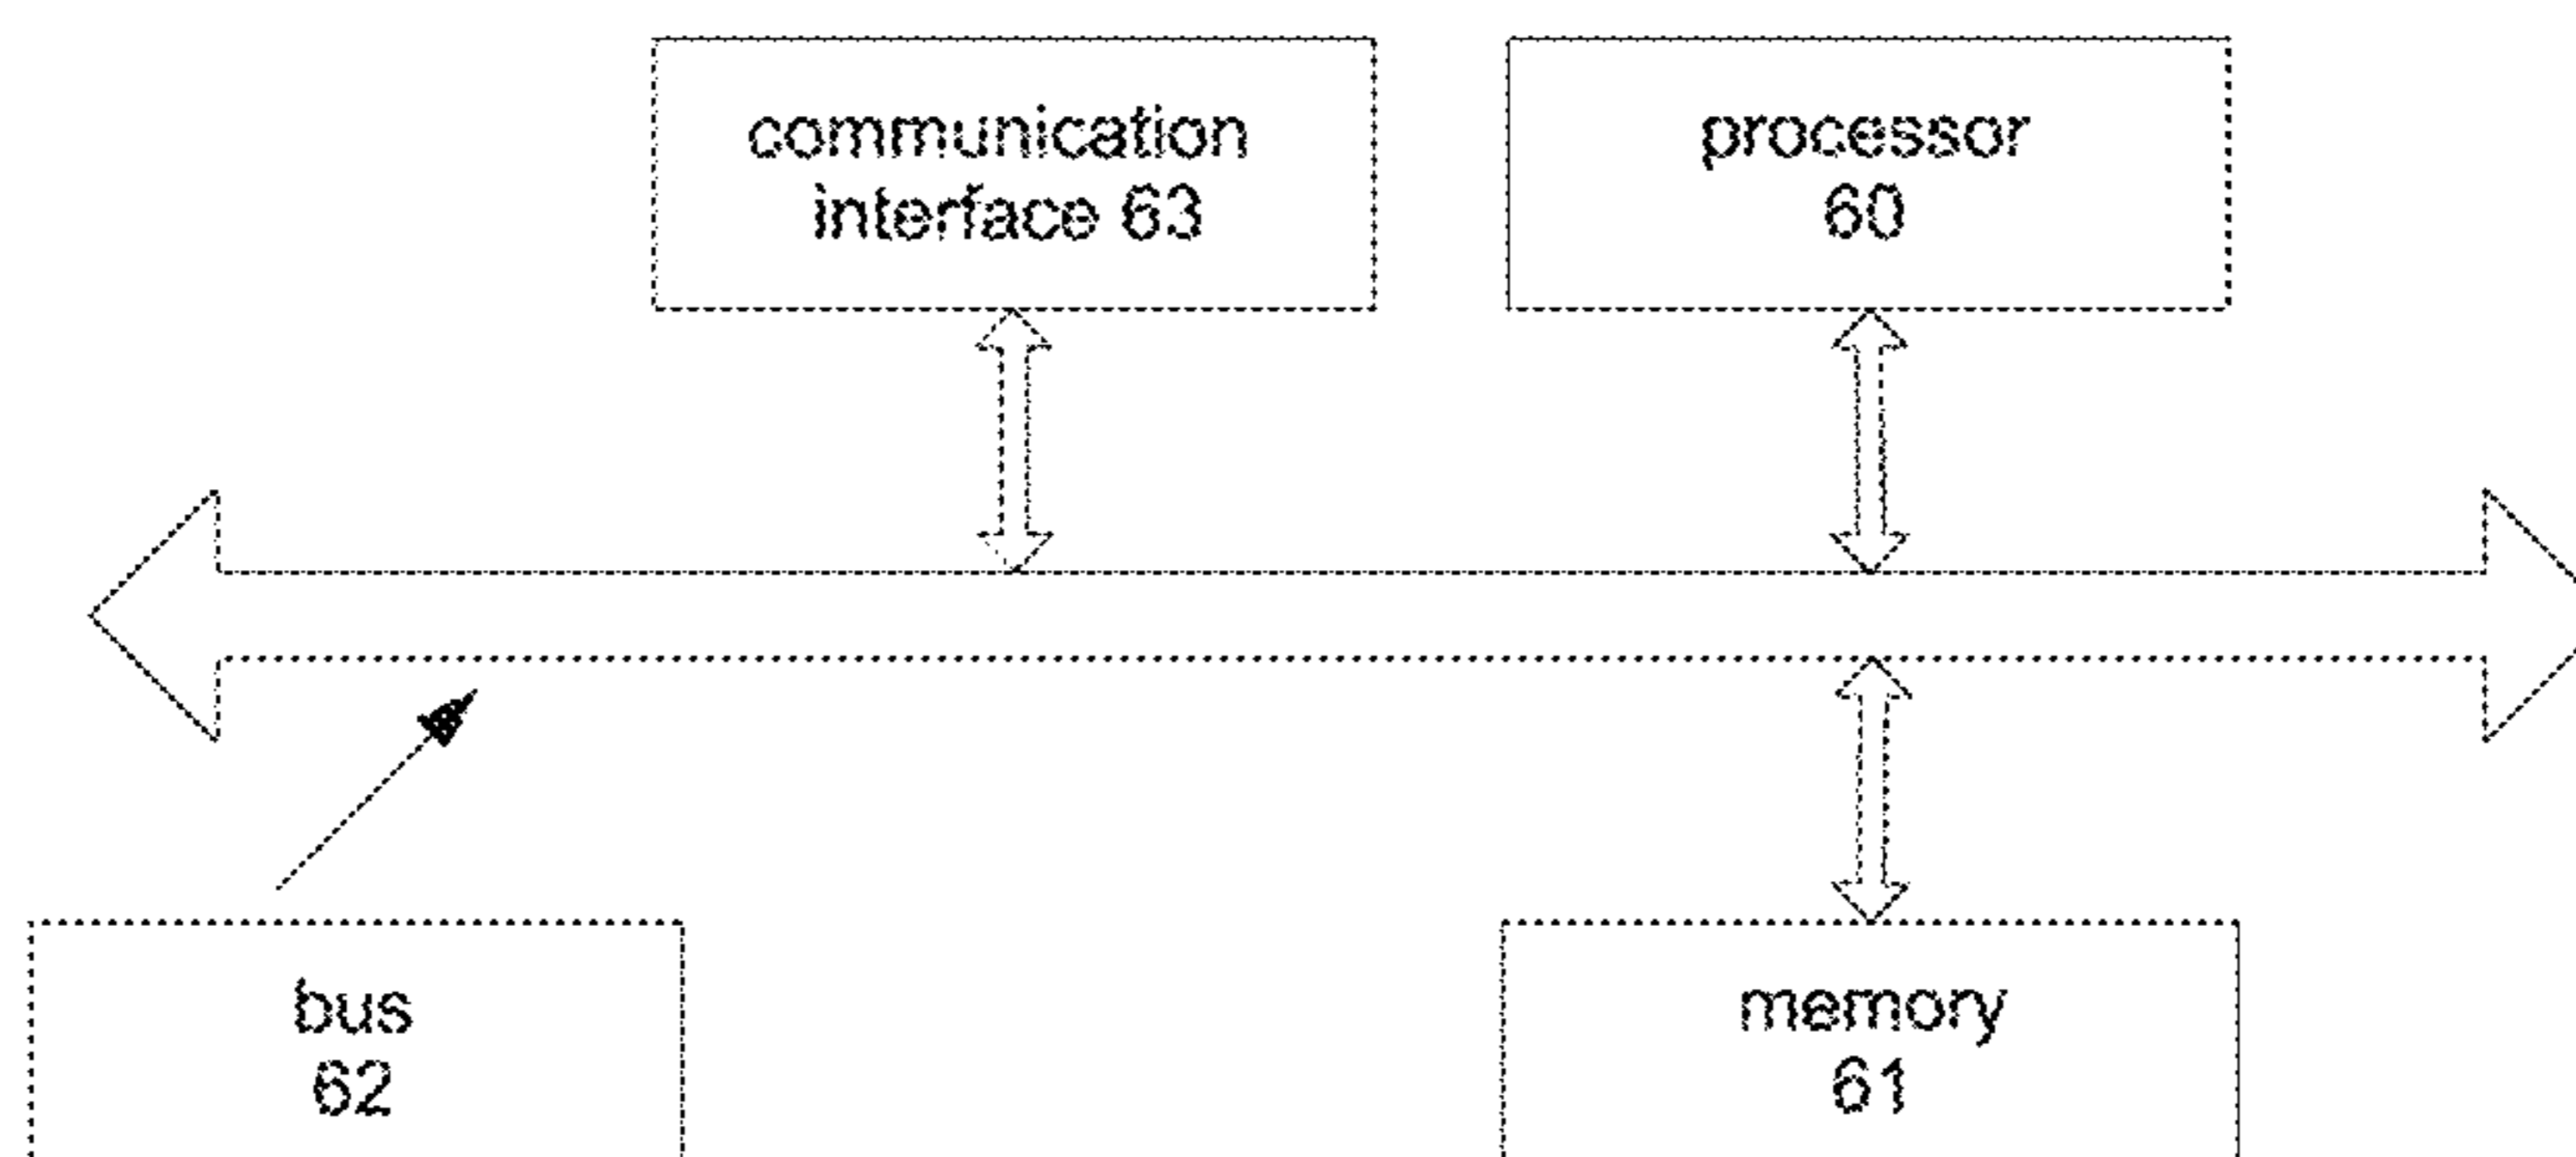 communication
interface 63
processor
60
bus
62
memory
61